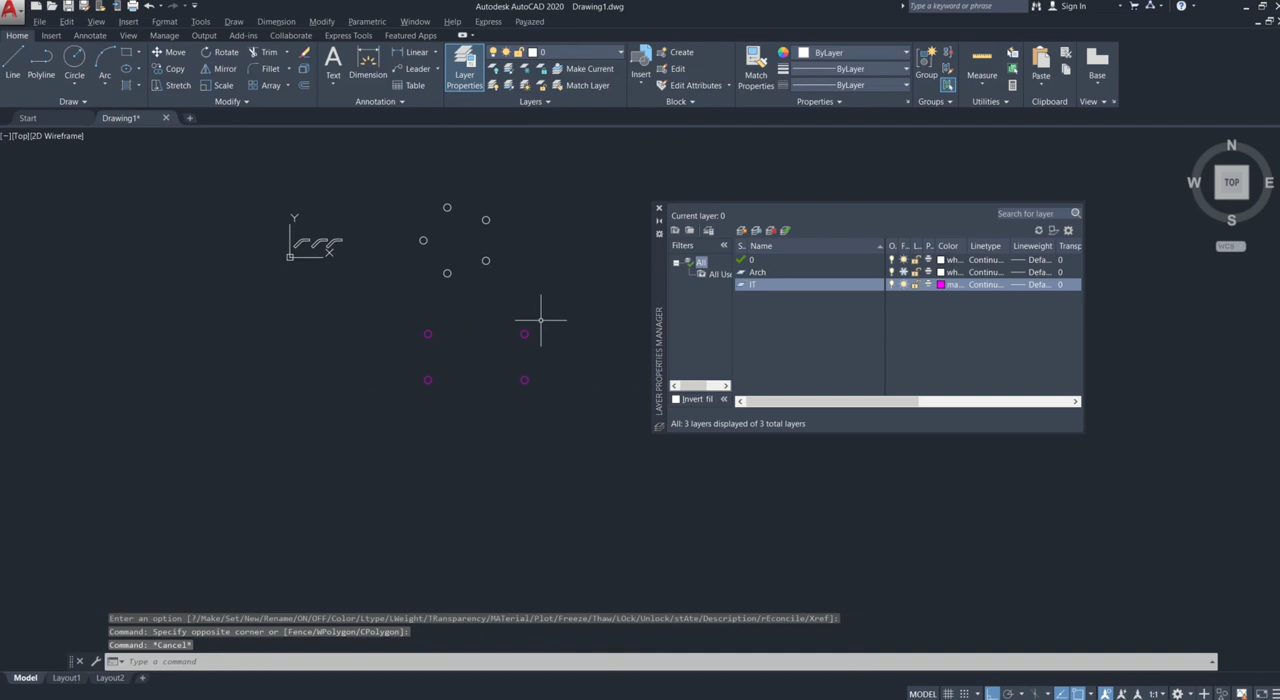 Autodesk AutoCAD 2020 Drawing1.dwg
Type a keyword or phrase
Sign In
File Edit View Insert Format Tools Draw Dimension Modify Parametric Window Help Express Payzazed
Home Insert Annotate View Manage Output Add-ins Collaborate Express Tools Featured Apps
Move Rotate Trim
Copy Mirror Fillet
Stretch Scale Array
Line Polyline Circle Arc
Text Dimension
Linear
Leader
Table
Layer Properties
0
Make Current
Match Layer
Insert
Create
Edit
Edit Attributes
Match Properties
ByLayer
ByLayer
ByLayer
Group Measure Paste Base
Draw Modify Annotation Layers Block Properties Groups Utilities Clipboard View
Start Drawing1*
[−][Top][2D Wireframe]
N
W TOP E
S
WCS
Y
X
LAYER PROPERTIES MANAGER
Current layer: 0
Search for layer
Filters
All
All Use
Invert fil
S.. Name O. F.. L.. P.. Color Linetype Lineweight Transp
0 wh... Continu... Defa... 0
Arch wh... Continu... Defa... 0
IT ma... Continu... Defa... 0
All: 3 layers displayed of 3 total layers
Enter an option [?/Make/Set/New/Rename/ON/OFF/Color/Ltype/LWeight/TRansparency/MATerial/Plot/Freeze/Thaw/LOck/Unlock/stAte/Description/rEconcile/Xref]:
Command: Specify opposite corner or [Fence/WPolygon/CPolygon]:
Command: *Cancel*
Type a command
Model Layout1 Layout2
MODEL
1:1